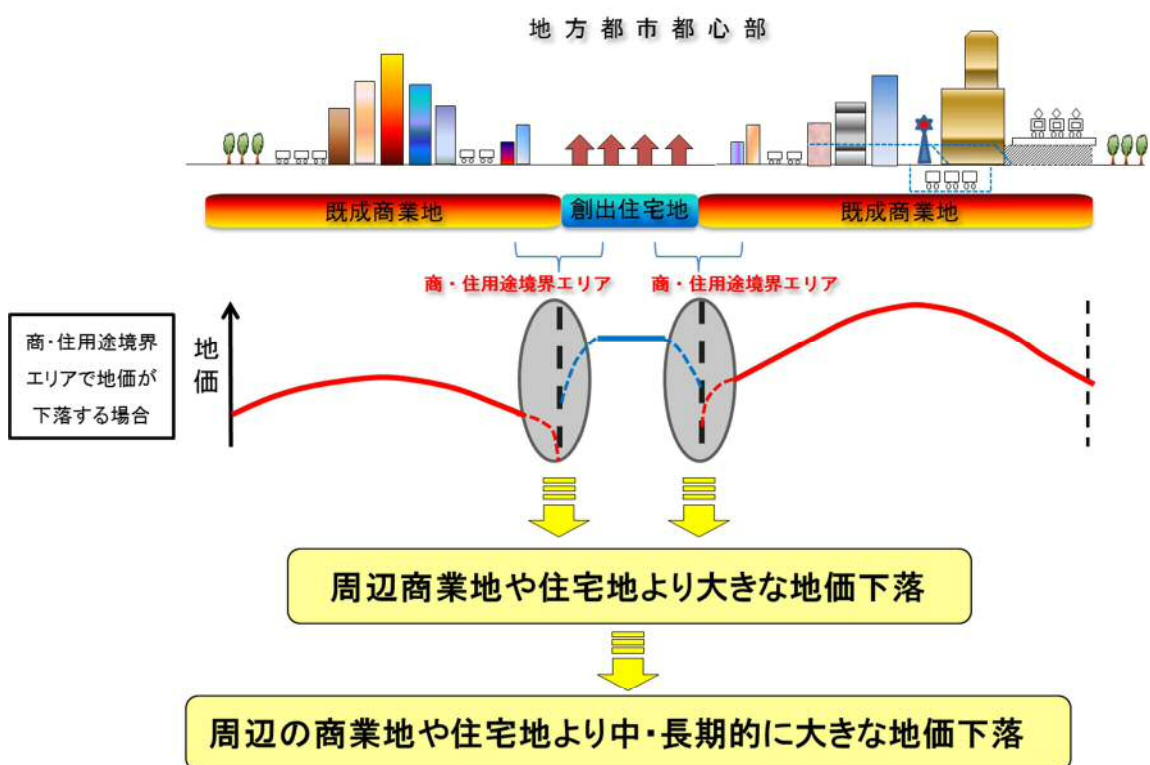 地方都市都心部
既成商業地
創出住宅地
既成商業地
商・住用途境界エリア
商・住用途境界エリア
商・住用途境界
エリアで地価が
下落する場合
地価
周辺商業地や住宅地より大きな地価下落
周辺の商業地や住宅地より中・長期的に大きな地価下落